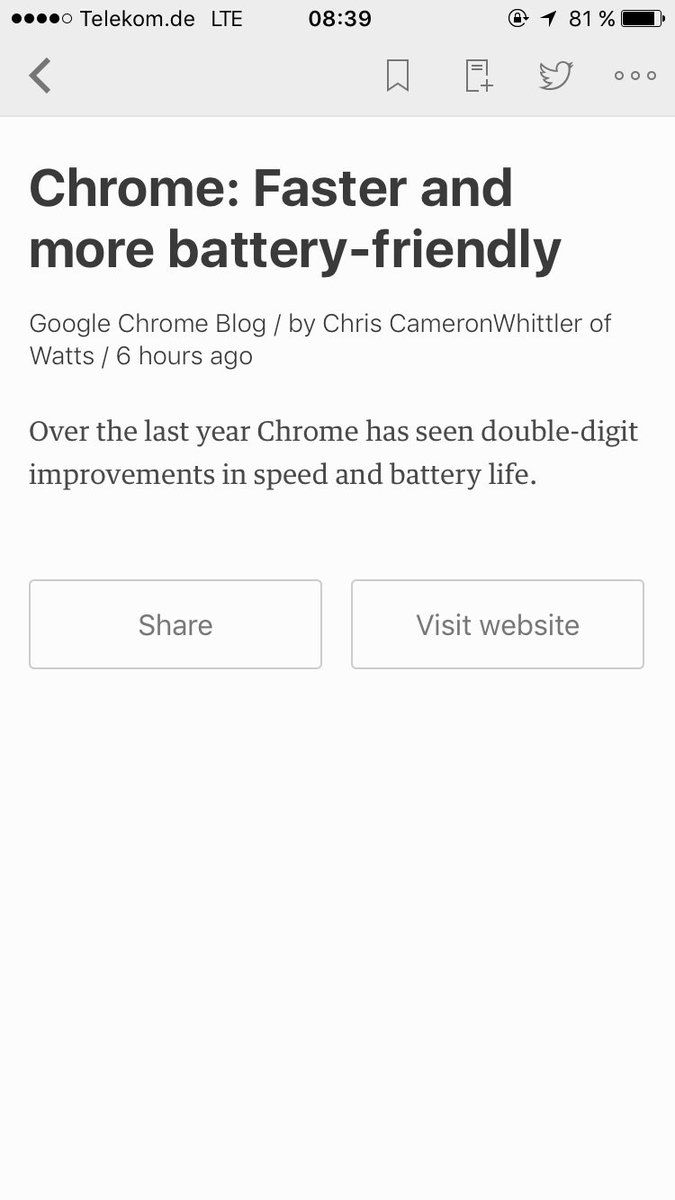 Telekom.de LTE 08:39 81 %
Chrome: Faster and
more battery-friendly
Google Chrome Blog / by Chris CameronWhittler of
Watts / 6 hours ago
Over the last year Chrome has seen double-digit
improvements in speed and battery life.
Share
Visit website